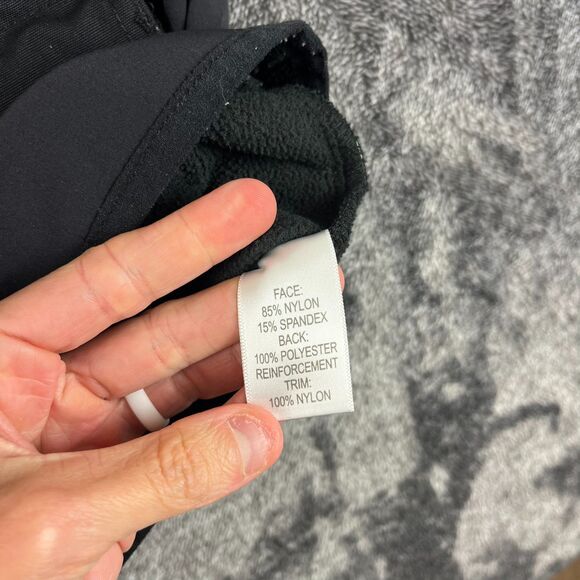 FACE:
85% NYLON
15% SPANDEX
BACK:
100% POLYESTER
REINFORCEMENT
TRIM:
100% NYLON